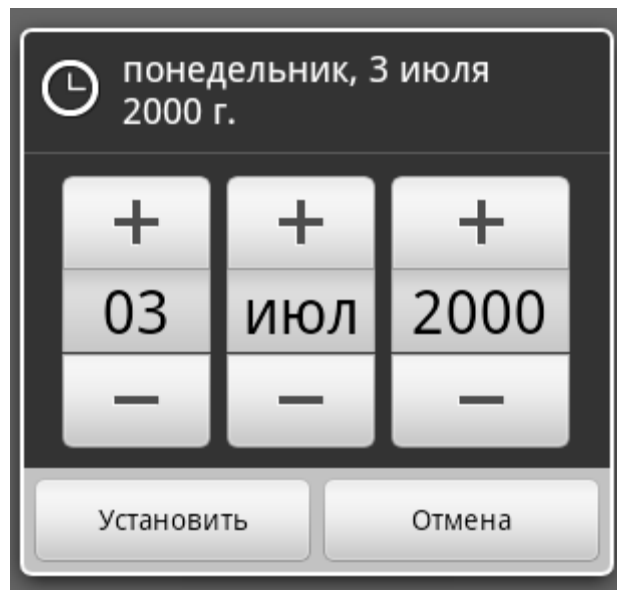 понедельник, 3 июля
2000 г.
+ + +
03 июл 2000
− − −
Установить Отмена